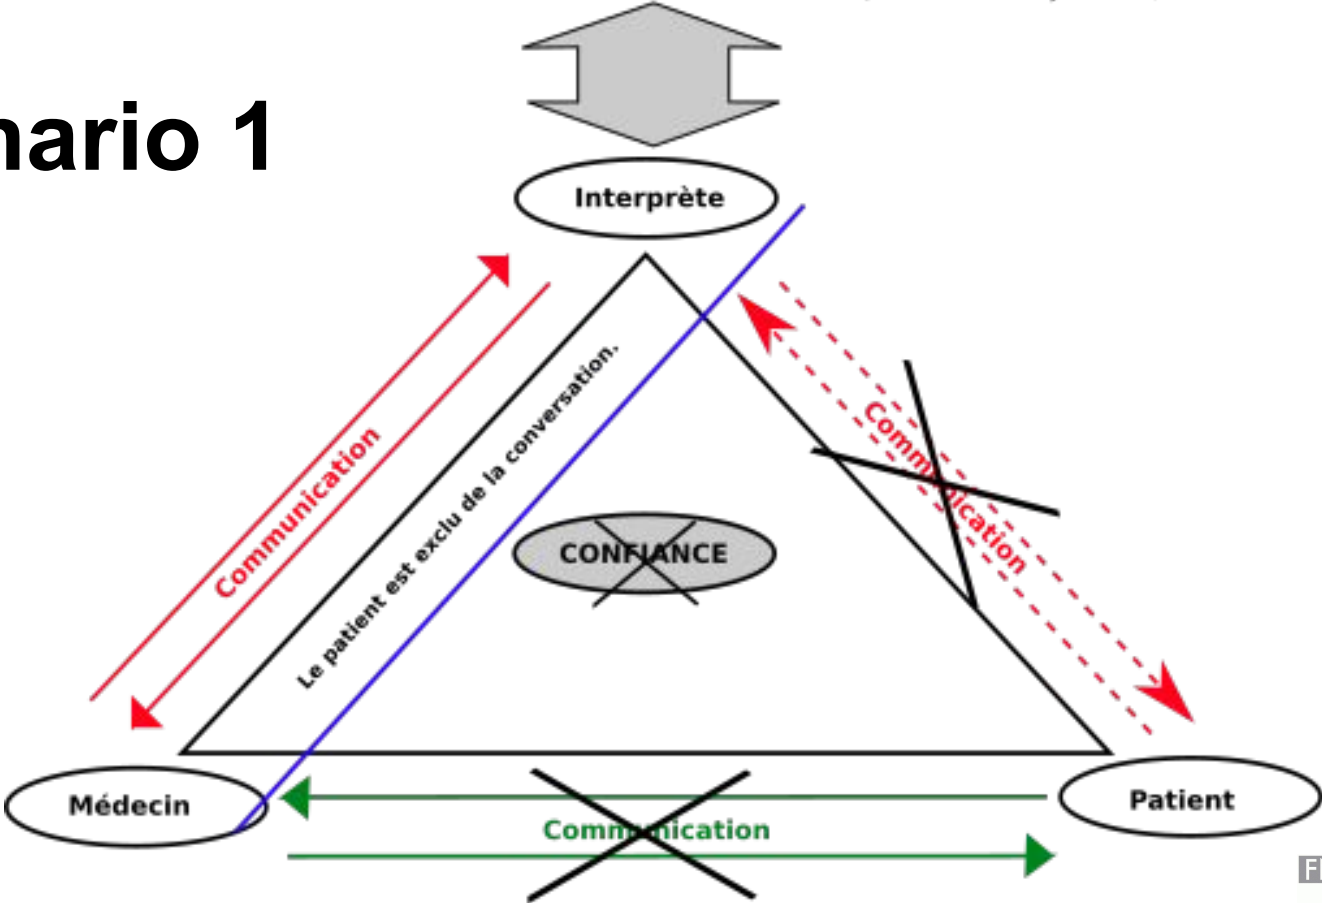 nario 1
Interprète
Communication
Le patient est exclu de la conversation.
Communication
CONFIANCE
Médecin
Patient
Communication